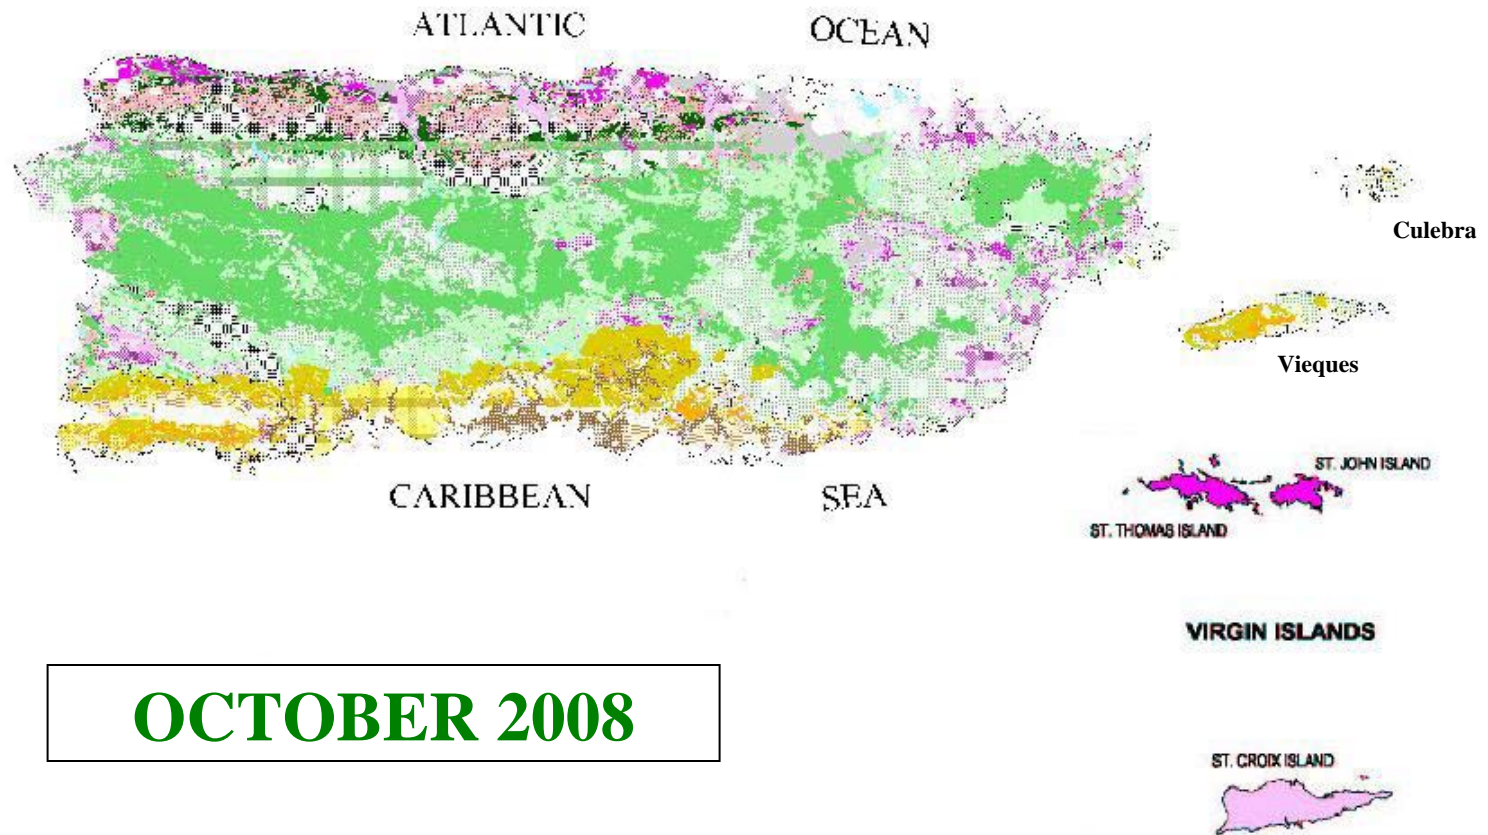 ATLANTIC OCEAN
Culebra
Vieques
ST. JOHN ISLAND
ST. THOMAS ISLAND
CARIBBEAN SEA
VIRGIN ISLANDS
OCTOBER 2008
ST. CROIX ISLAND